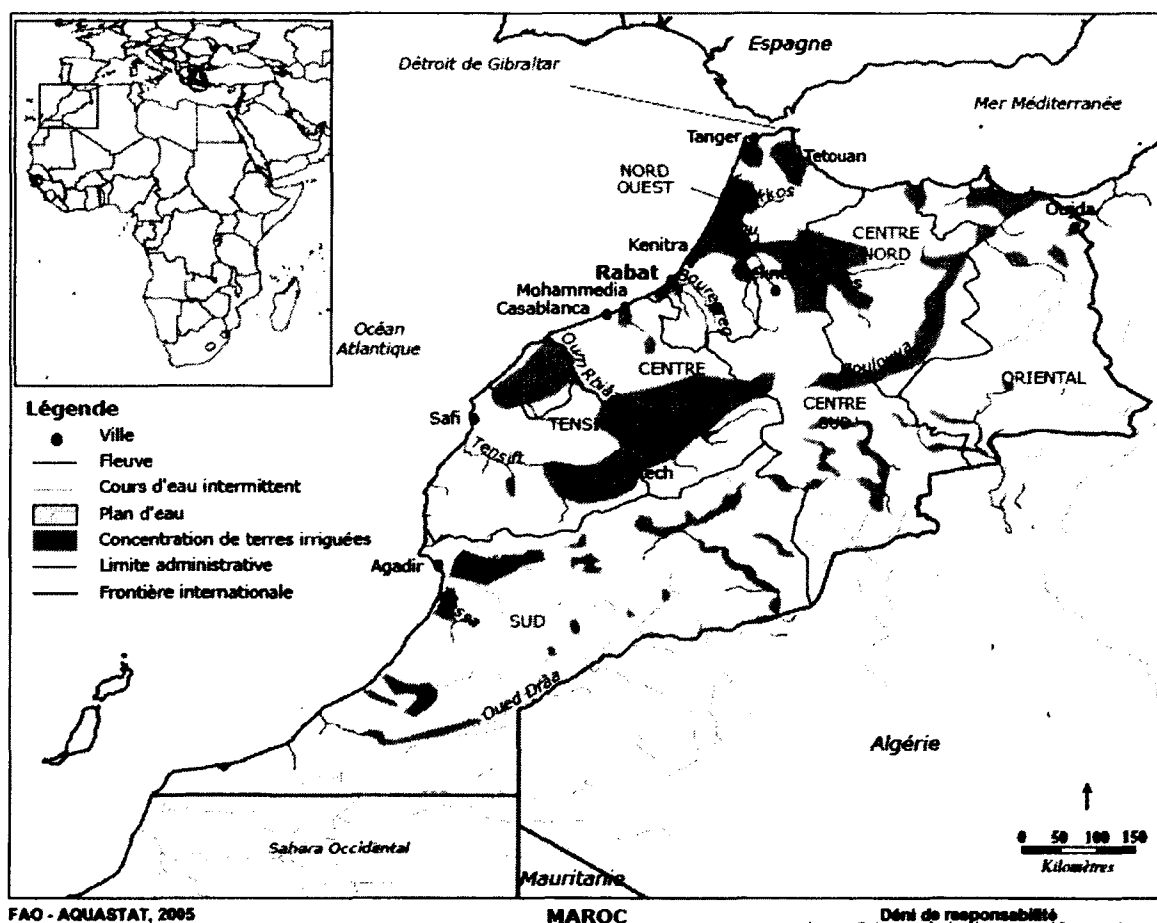 Espagne
Détroit de Gibraltar
Mer Méditerranée
Tanger
Tetouan
NORD
OUEST
Oujda
CENTRE
NORD
Kenitra
Rabat
Mohammedia
Casablanca
Océan
Atlantique
Oum Rbia
CENTRE
ORIENTAL
CENTRE
SUD
Safi
Tensift
Légende
Ville
Fleuve
Cours d'eau intermittent
Plan d'eau
Concentration de terres irriguées
Limite administrative
Frontière internationale
Agadir
SUD
Oued Drâa
Algérie
0 50 100 150
Kilomètres
Sahara Occidental
Mauritanie
FAO - AQUASTAT, 2005
MAROC
Déni de responsabilité